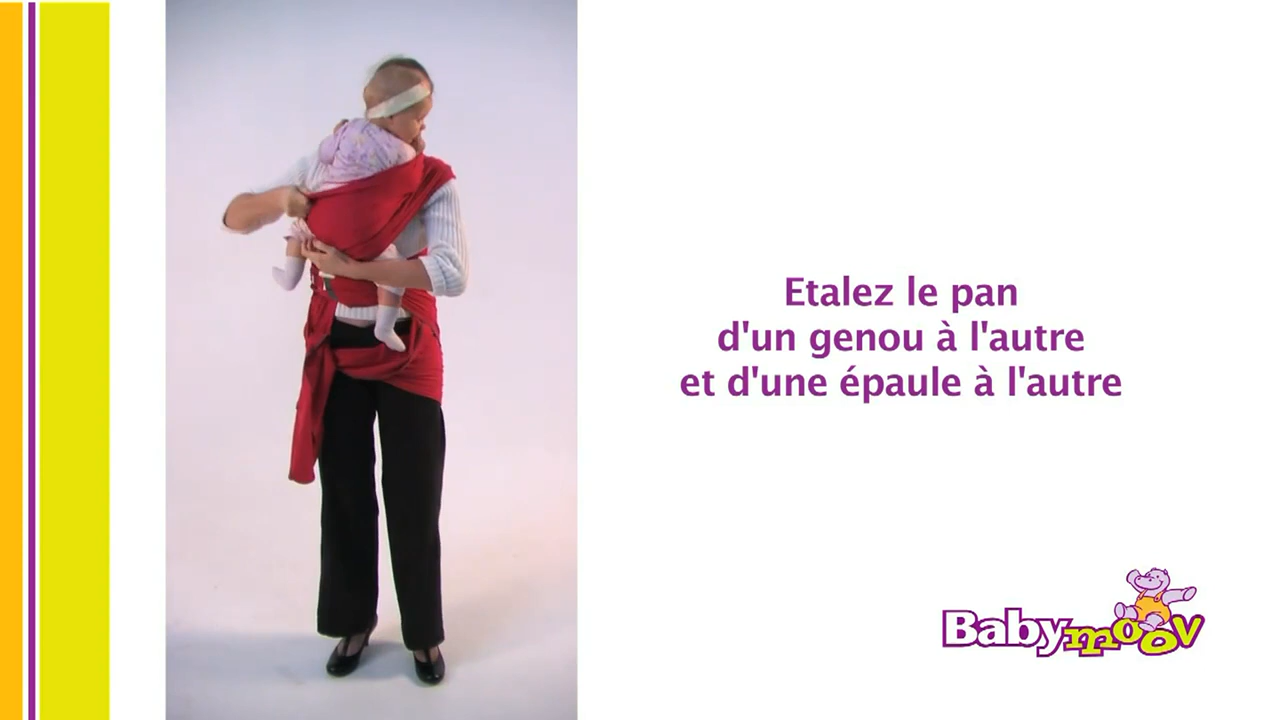 Etalez le pan
d'un genou à l'autre
et d'une épaule à l'autre
Babymoov